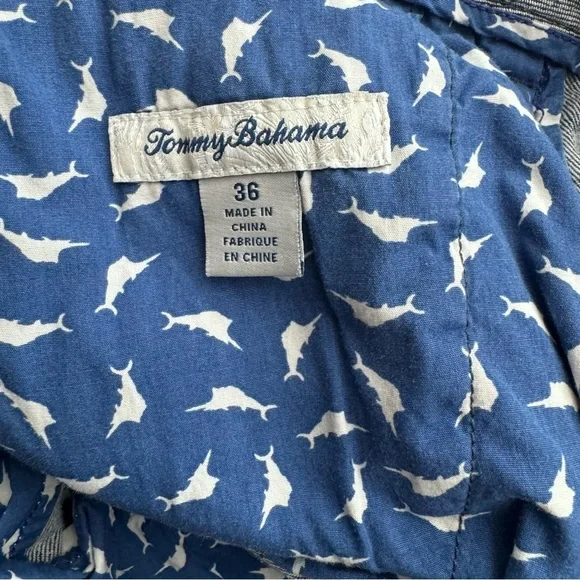 Tommy Bahama
36
MADE IN
CHINA
FABRIQUE
EN CHINE